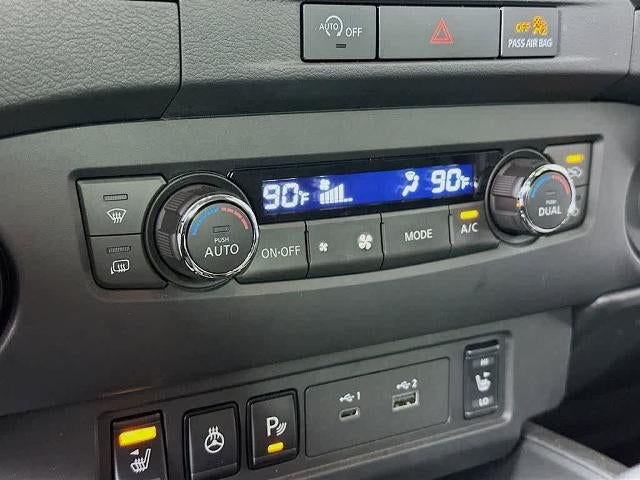 AUTO OFF
OFF
PASS AIR BAG
90°F
90°F
PUSH
AUTO
ON·OFF
MODE
A/C
PUSH
DUAL
1
2
HI
LO
P